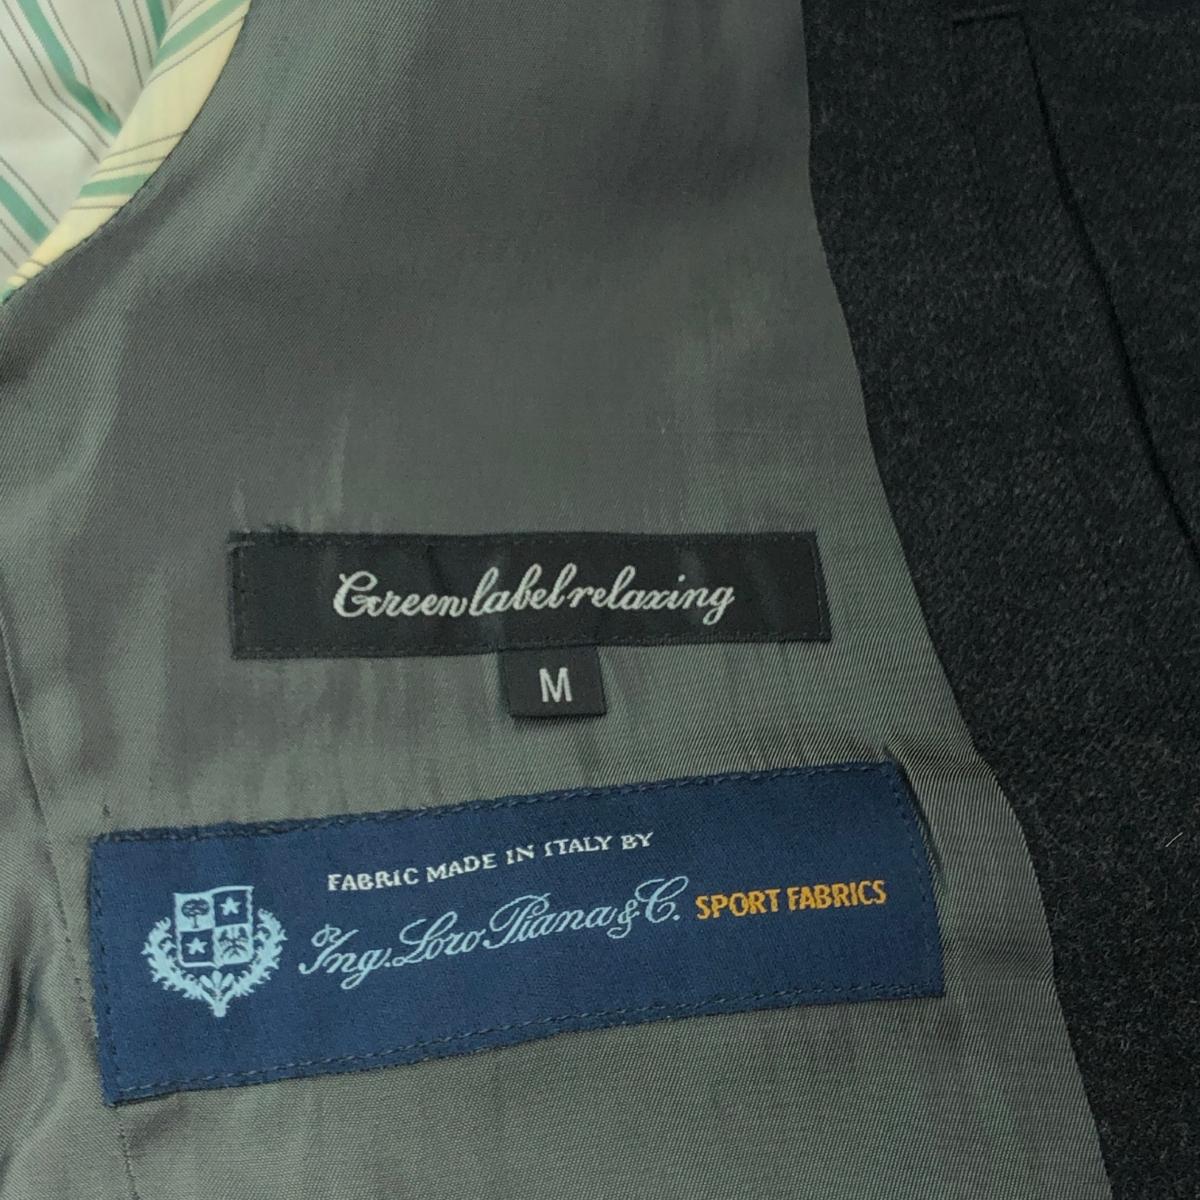 Green label relaxing
M
FABRIC MADE IN ITALY BY
Ing. Loro Piana & C. SPORT FABRICS